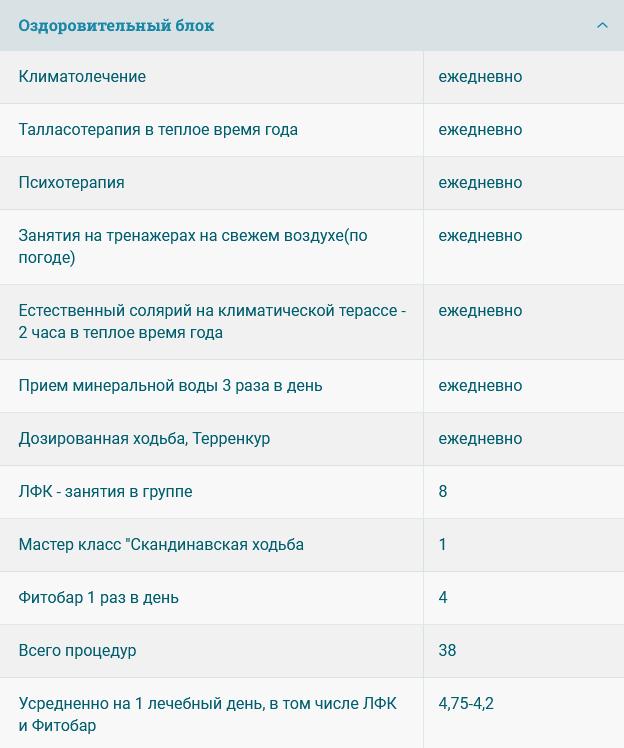 Оздоровительный блок
Климатолечение ежедневно
Талласотерапия в теплое время года ежедневно
Психотерапия ежедневно
Занятия на тренажерах на свежем воздухе(по ежедневно
погоде)
Естественный солярий на климатической терассе - ежедневно
2 часа в теплое время года
Прием минеральной воды 3 раза в день ежедневно
Дозированная ходьба, Терренкур ежедневно
ЛФК - занятия в группе 8
Мастер класс "Скандинавская ходьба 1
Фитобар 1 раз в день 4
Всего процедур 38
Усредненно на 1 лечебный день, в том числе ЛФК 4,75-4,2
и Фитобар